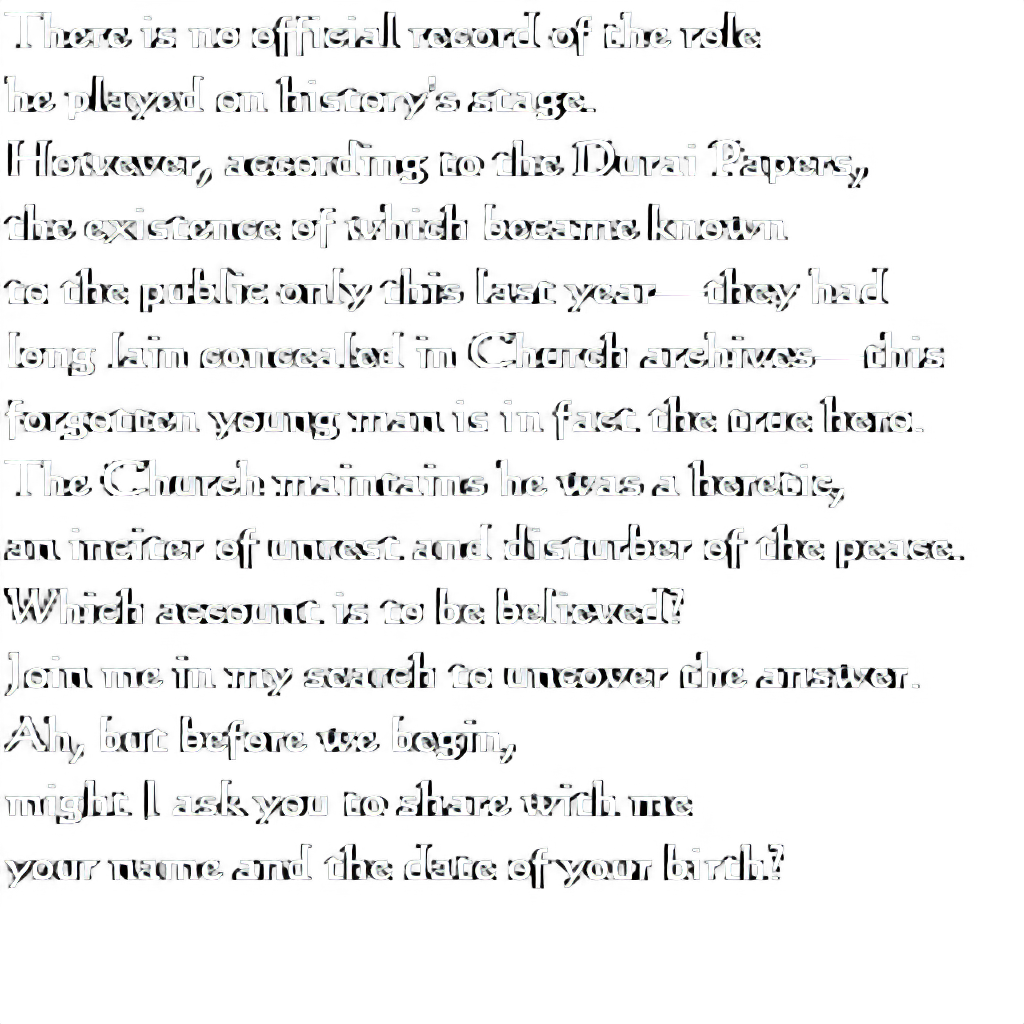 There is no official record of the role
he played on history's stage.
However, according to the Durai Papers,
the existence of which became known
to the public only this last year— they had
long lain concealed in Church archives— this
forgotten young man is in fact the true hero.
The Church maintains he was a heretic,
an inciter of unrest and disturber of the peace.
Which account is to be believed?
Join me in my search to uncover the answer.
Ah, but before we begin,
might I ask you to share with me
your name and the date of your birth?